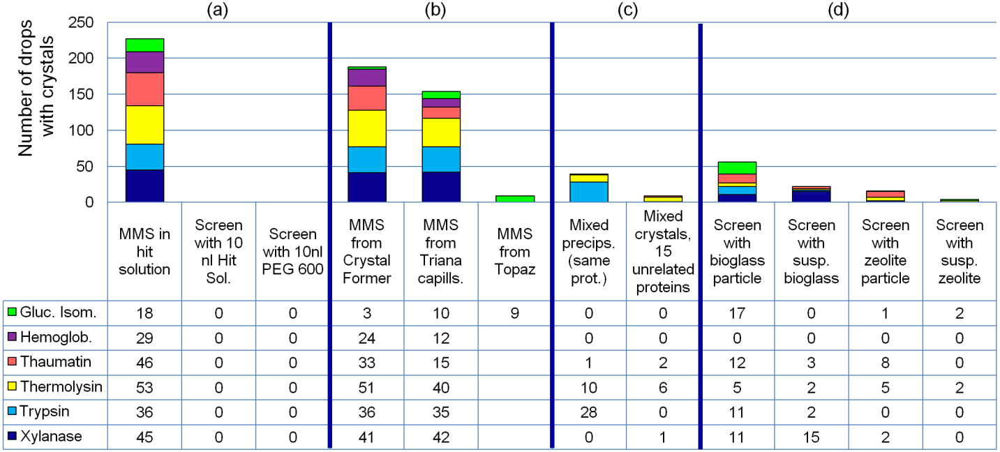 (a) (b) (c) (d)
Number of drops
with crystals
250
200
150
100
50
0
MMS in
hit
solution
Screen
with 10
nl Hit
Sol.
Screen
with 10nl
PEG 600
MMS
from
Crystal
Former
MMS
from
Triana
capills.
MMS
from
Topaz
Mixed
precips.
(same
prot.)
Mixed
crystals,
15
unrelated
proteins
Screen
with
bioglass
particle
Screen
with
susp.
bioglass
Screen
with
zeolite
particle
Screen
with
susp.
zeolite
Gluc. Isom. 18 0 0 3 10 9 0 0 17 0 1 2
Hemoglob. 29 0 0 24 12 0 0 0 0 0 0
Thaumatin 46 0 0 33 15 1 2 12 3 8 0
Thermolysin 53 0 0 51 40 10 6 5 2 5 2
Trypsin 36 0 0 36 35 28 0 11 2 0 0
Xylanase 45 0 0 41 42 0 1 11 15 2 0